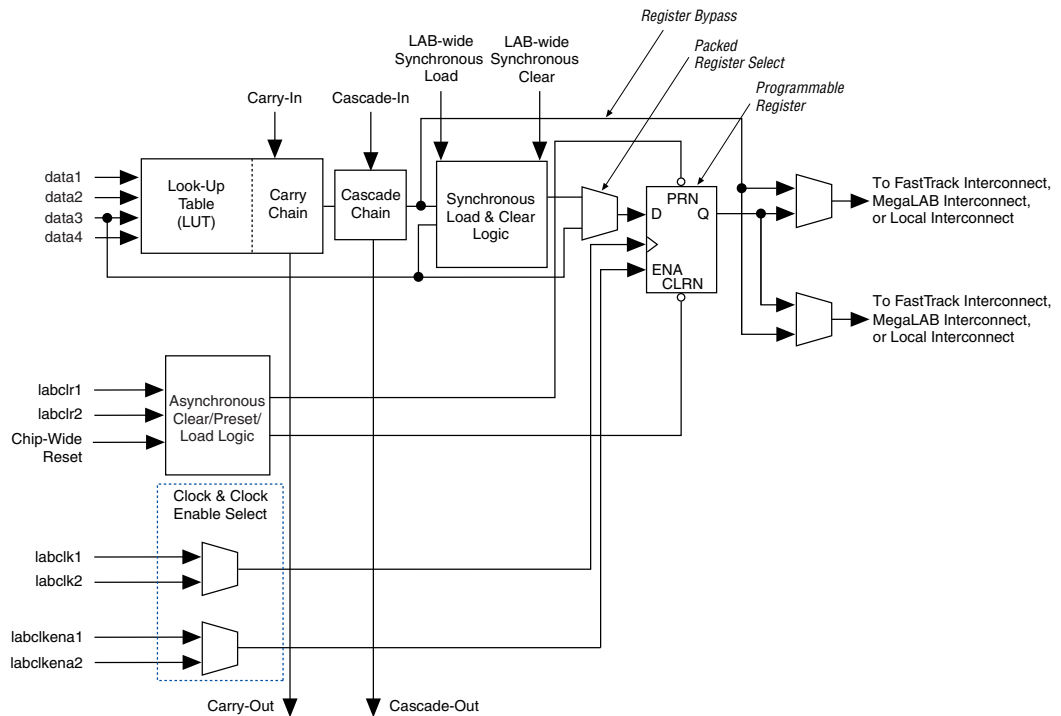 Register Bypass
Packed
Register Select
Programmable
Register
LAB-wide
Synchronous
Load
LAB-wide
Synchronous
Clear
Carry-In
Cascade-In
data1
data2
data3
data4
Look-Up
Table
(LUT)
Carry
Chain
Cascade
Chain
Synchronous
Load & Clear
Logic
PRN
D
Q
ENA
CLRN
To FastTrack Interconnect,
MegaLAB Interconnect,
or Local Interconnect
To FastTrack Interconnect,
MegaLAB Interconnect,
or Local Interconnect
labclr1
labclr2
Chip-Wide
Reset
Asynchronous
Clear/Preset/
Load Logic
Clock & Clock
Enable Select
labclk1
labclk2
labclkena1
labclkena2
Carry-Out
Cascade-Out